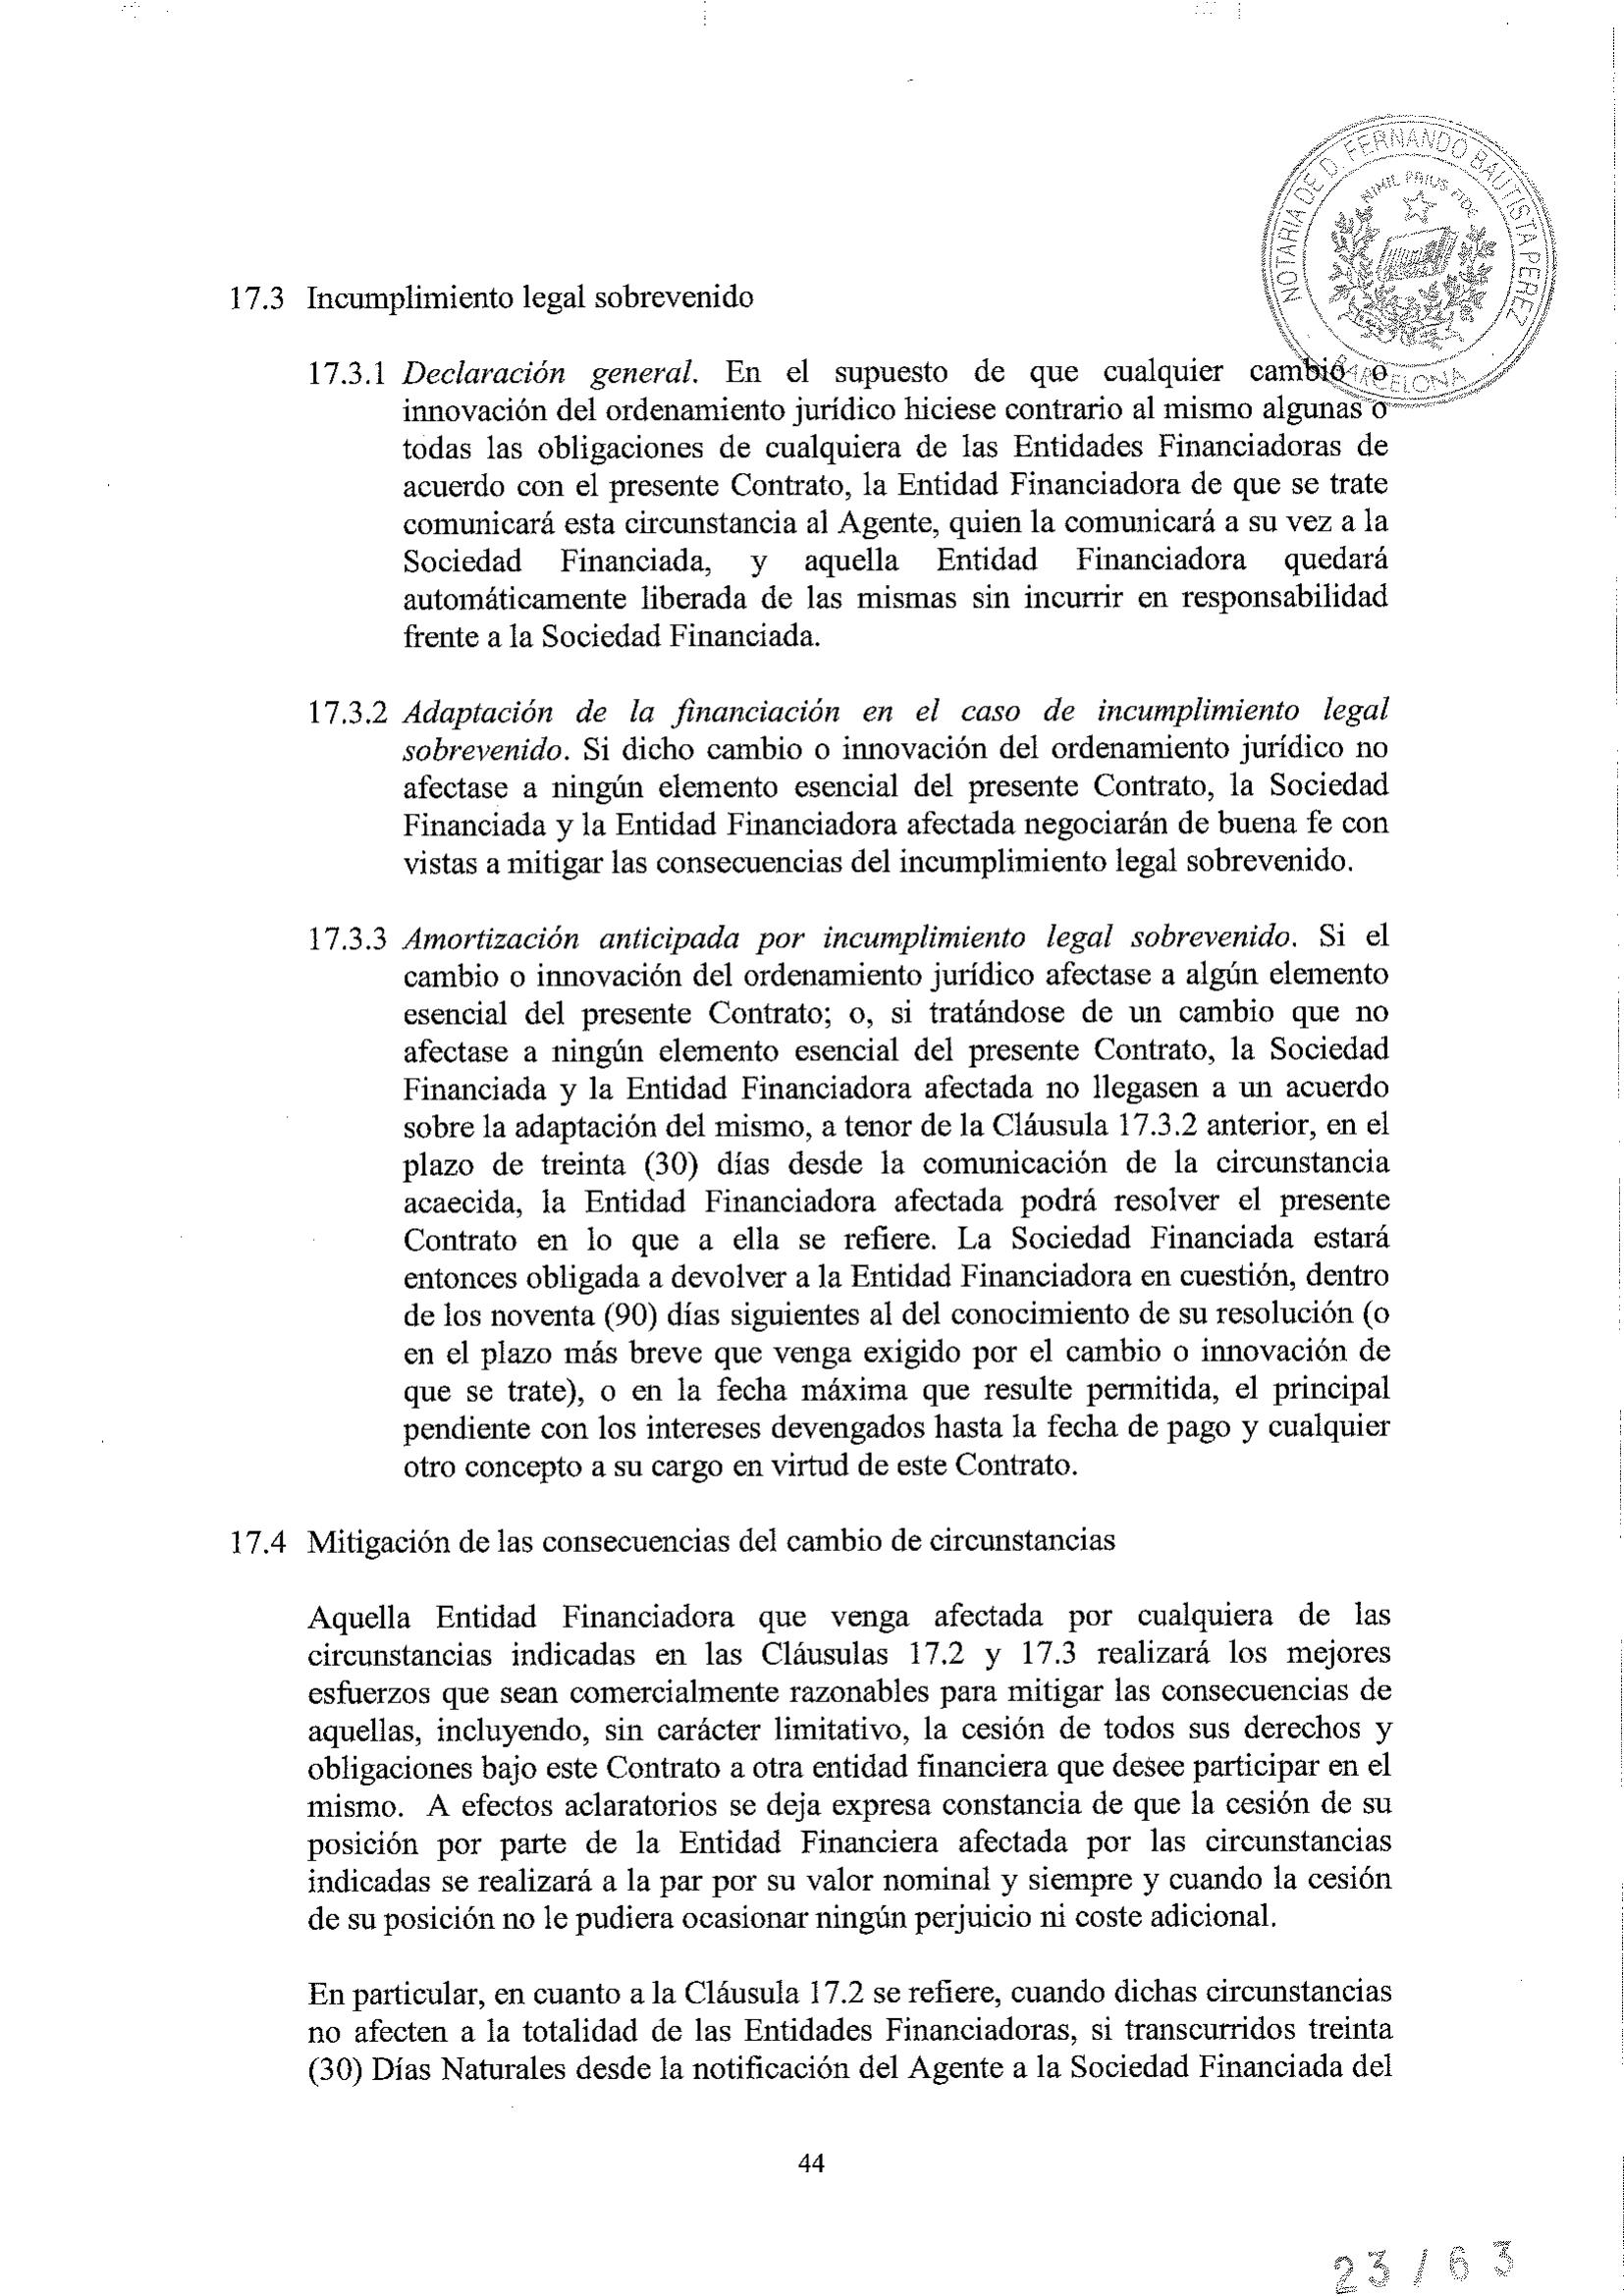 NOTARIA DE D. FERNANDO BAUTISTA PEREZ
NIHIL PRIUS FIDE
BARCELONA
17.3 Incumplimiento legal sobrevenido
17.3.1 Declaración general. En el supuesto de que cualquier cambio o
innovación del ordenamiento jurídico hiciese contrario al mismo algunas o
todas las obligaciones de cualquiera de las Entidades Financiadoras de
acuerdo con el presente Contrato, la Entidad Financiadora de que se trate
comunicará esta circunstancia al Agente, quien la comunicará a su vez a la
Sociedad Financiada, y aquella Entidad Financiadora quedará
automáticamente liberada de las mismas sin incurrir en responsabilidad
frente a la Sociedad Financiada.
17.3.2 Adaptación de la financiación en el caso de incumplimiento legal
sobrevenido. Si dicho cambio o innovación del ordenamiento jurídico no
afectase a ningún elemento esencial del presente Contrato, la Sociedad
Financiada y la Entidad Financiadora afectada negociarán de buena fe con
vistas a mitigar las consecuencias del incumplimiento legal sobrevenido.
17.3.3 Amortización anticipada por incumplimiento legal sobrevenido. Si el
cambio o innovación del ordenamiento jurídico afectase a algún elemento
esencial del presente Contrato; o, si tratándose de un cambio que no
afectase a ningún elemento esencial del presente Contrato, la Sociedad
Financiada y la Entidad Financiadora afectada no llegasen a un acuerdo
sobre la adaptación del mismo, a tenor de la Cláusula 17.3.2 anterior, en el
plazo de treinta (30) días desde la comunicación de la circunstancia
acaecida, la Entidad Financiadora afectada podrá resolver el presente
Contrato en lo que a ella se refiere. La Sociedad Financiada estará
entonces obligada a devolver a la Entidad Financiadora en cuestión, dentro
de los noventa (90) días siguientes al del conocimiento de su resolución (o
en el plazo más breve que venga exigido por el cambio o innovación de
que se trate), o en la fecha máxima que resulte permitida, el principal
pendiente con los intereses devengados hasta la fecha de pago y cualquier
otro concepto a su cargo en virtud de este Contrato.
17.4 Mitigación de las consecuencias del cambio de circunstancias
Aquella Entidad Financiadora que venga afectada por cualquiera de las
circunstancias indicadas en las Cláusulas 17.2 y 17.3 realizará los mejores
esfuerzos que sean comercialmente razonables para mitigar las consecuencias de
aquellas, incluyendo, sin carácter limitativo, la cesión de todos sus derechos y
obligaciones bajo este Contrato a otra entidad financiera que desee participar en el
mismo. A efectos aclaratorios se deja expresa constancia de que la cesión de su
posición por parte de la Entidad Financiera afectada por las circunstancias
indicadas se realizará a la par por su valor nominal y siempre y cuando la cesión
de su posición no le pudiera ocasionar ningún perjuicio ni coste adicional.
En particular, en cuanto a la Cláusula 17.2 se refiere, cuando dichas circunstancias
no afecten a la totalidad de las Entidades Financiadoras, si transcurridos treinta
(30) Días Naturales desde la notificación del Agente a la Sociedad Financiada del
44
23/63